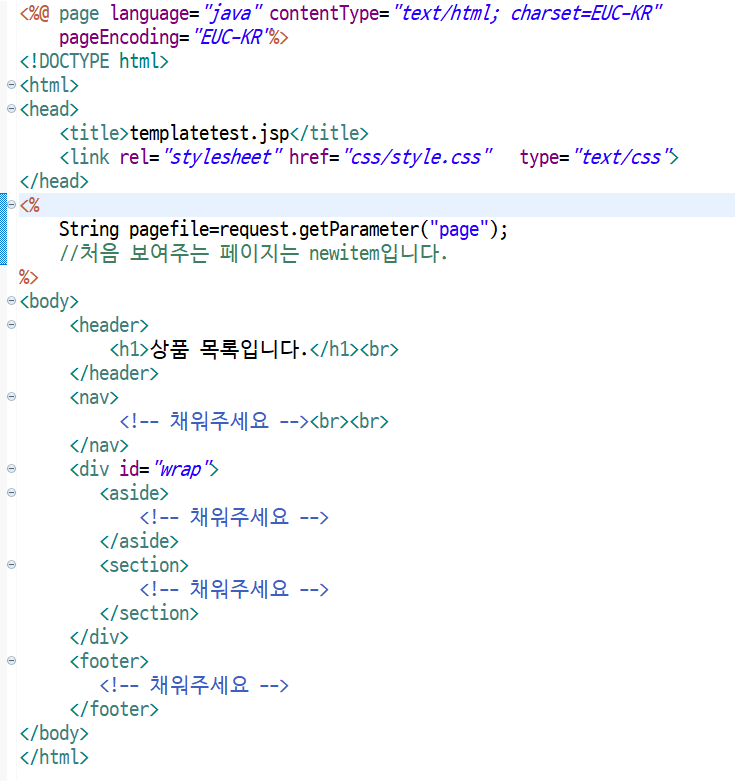 <%@ page language="java" contentType="text/html; charset=EUC-KR"
    pageEncoding="EUC-KR"%>
<!DOCTYPE html>
<html>
<head>
    <title>templatetest.jsp</title>
    <link rel="stylesheet" href="css/style.css"   type="text/css">
</head>
<%
    String pagefile=request.getParameter("page");
    //처음 보여주는 페이지는 newitem입니다.
%>
<body>
     <header>
         <h1>상품 목록입니다.</h1><br>
     </header>
     <nav>
          <!-- 채워주세요 --><br><br>
     </nav>
     <div id="wrap">
        <aside>
            <!-- 채워주세요 -->
        </aside>
        <section>
            <!-- 채워주세요 -->
        </section>
     </div>
     <footer>
        <!-- 채워주세요 -->
     </footer>
</body>
</html>